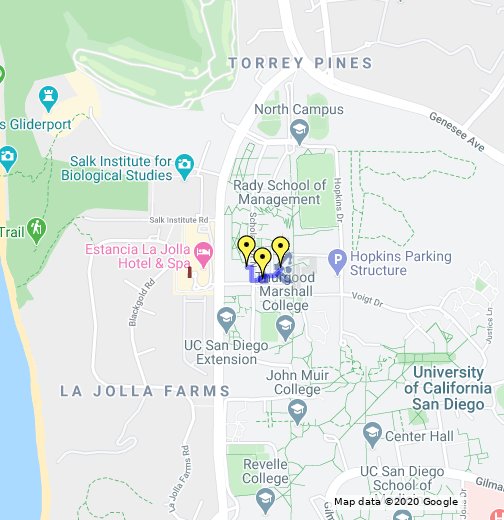 TORREY PINES
North Campus
Genesee Ave
s Gliderport
Salk Institute for
Biological Studies
Rady School of
Management
Hopkins Dr
Salk Institute Rd
Trail
Estancia La Jolla
Hotel & Spa
Hopkins Parking
Structure
Marshall
College
Blackgold Rd
Voigt Dr
Justice Ln
UC San Diego
Extension
John Muir
College
University
of California
San Diego
LA JOLLA FARMS
Center Hall
La Jolla Farms Rd
Revelle
College
UC San Diego
School of
Gilma
Map data ©2020 Google